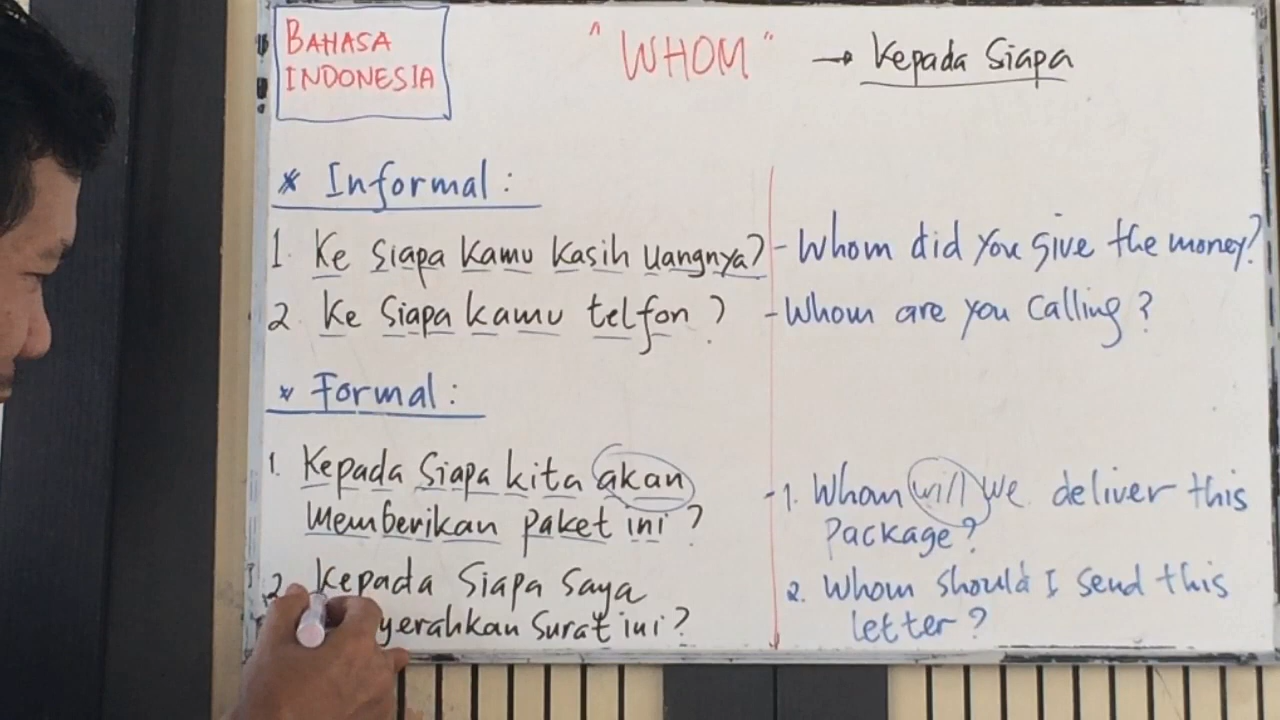 BAHASA
INDONESIA
"WHOM" → Kepada Siapa
* Informal:
1. Ke Siapa Kamu Kasih Uangnya? - Whom did You give the money?
2. Ke Siapa kamu telfon? - Whom are you Calling?
* Formal:
1. Kepada Siapa kita akan
Memberikan paket ini?
- 1. Whom will We deliver this
Package?
2. Kepada Siapa Saya
yerahkan Surat ini?
2. Whom should I Send this
letter?